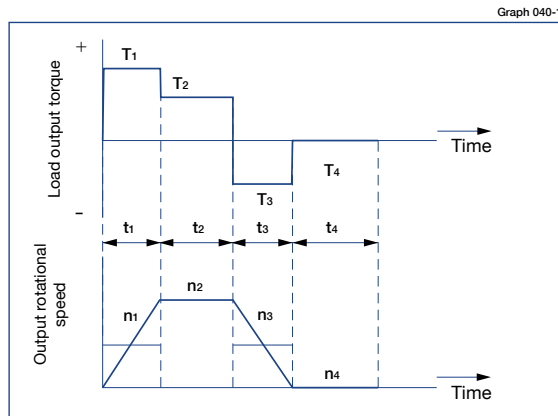 Graph 040-1
+
Load output torque
-
T1
T2
T3
T4
Time
t1 t2 t3 t4
Output rotational
speed
n1
n2
n3
n4
Time